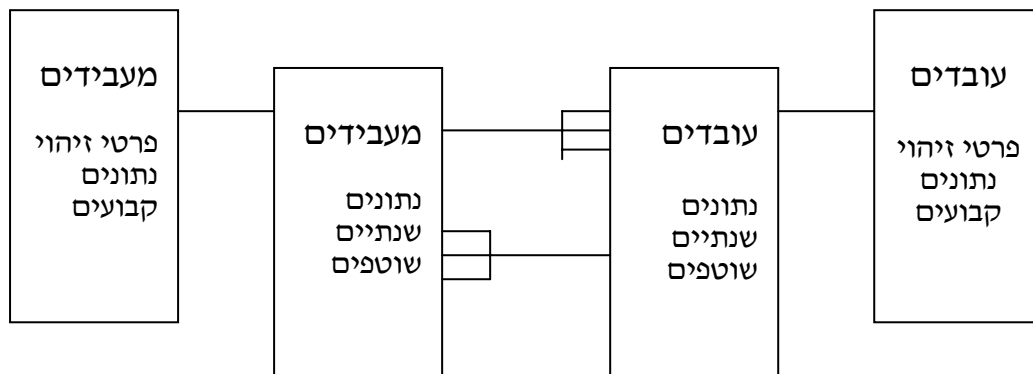 עובדים
פרטי זיהוי
נתונים
קבועים
עובדים
נתונים
שנתיים
שוטפים
מעבידים
נתונים
שנתיים
שוטפים
מעבידים
פרטי זיהוי
נתונים
קבועים